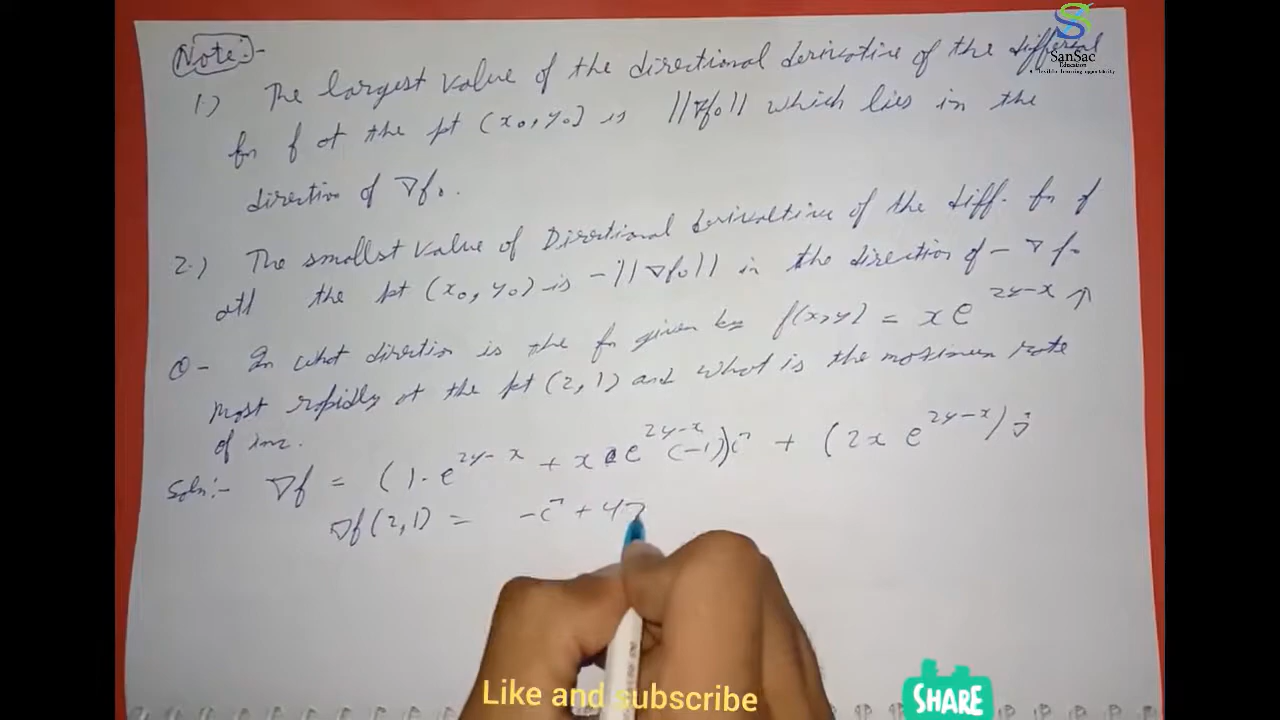 Note:-
SanSac
Education
1.) The largest value of the directional derivative of the differential
fn f at the pt (x₀, y₀) is ||∇f₀|| which lies in the
direction of ∇f₀.
2.) The smallest value of Directional derivative of the diff. fn f
at the pt (x₀, y₀) is -||∇f₀|| in the direction of - ∇f₀
Q- In what direction is the fn given by f(x,y) = x e^{2y-x} ↑
most rapidly at the pt (2,1) and what is the maximum rate
of inc.
Soln:- ∇f = (1. e^{2y-x} + x e^{2y-x} (-1)) i + (2x e^{2y-x}) j
∇f(2,1) = - i + 4j
Like and subscribe
SHARE